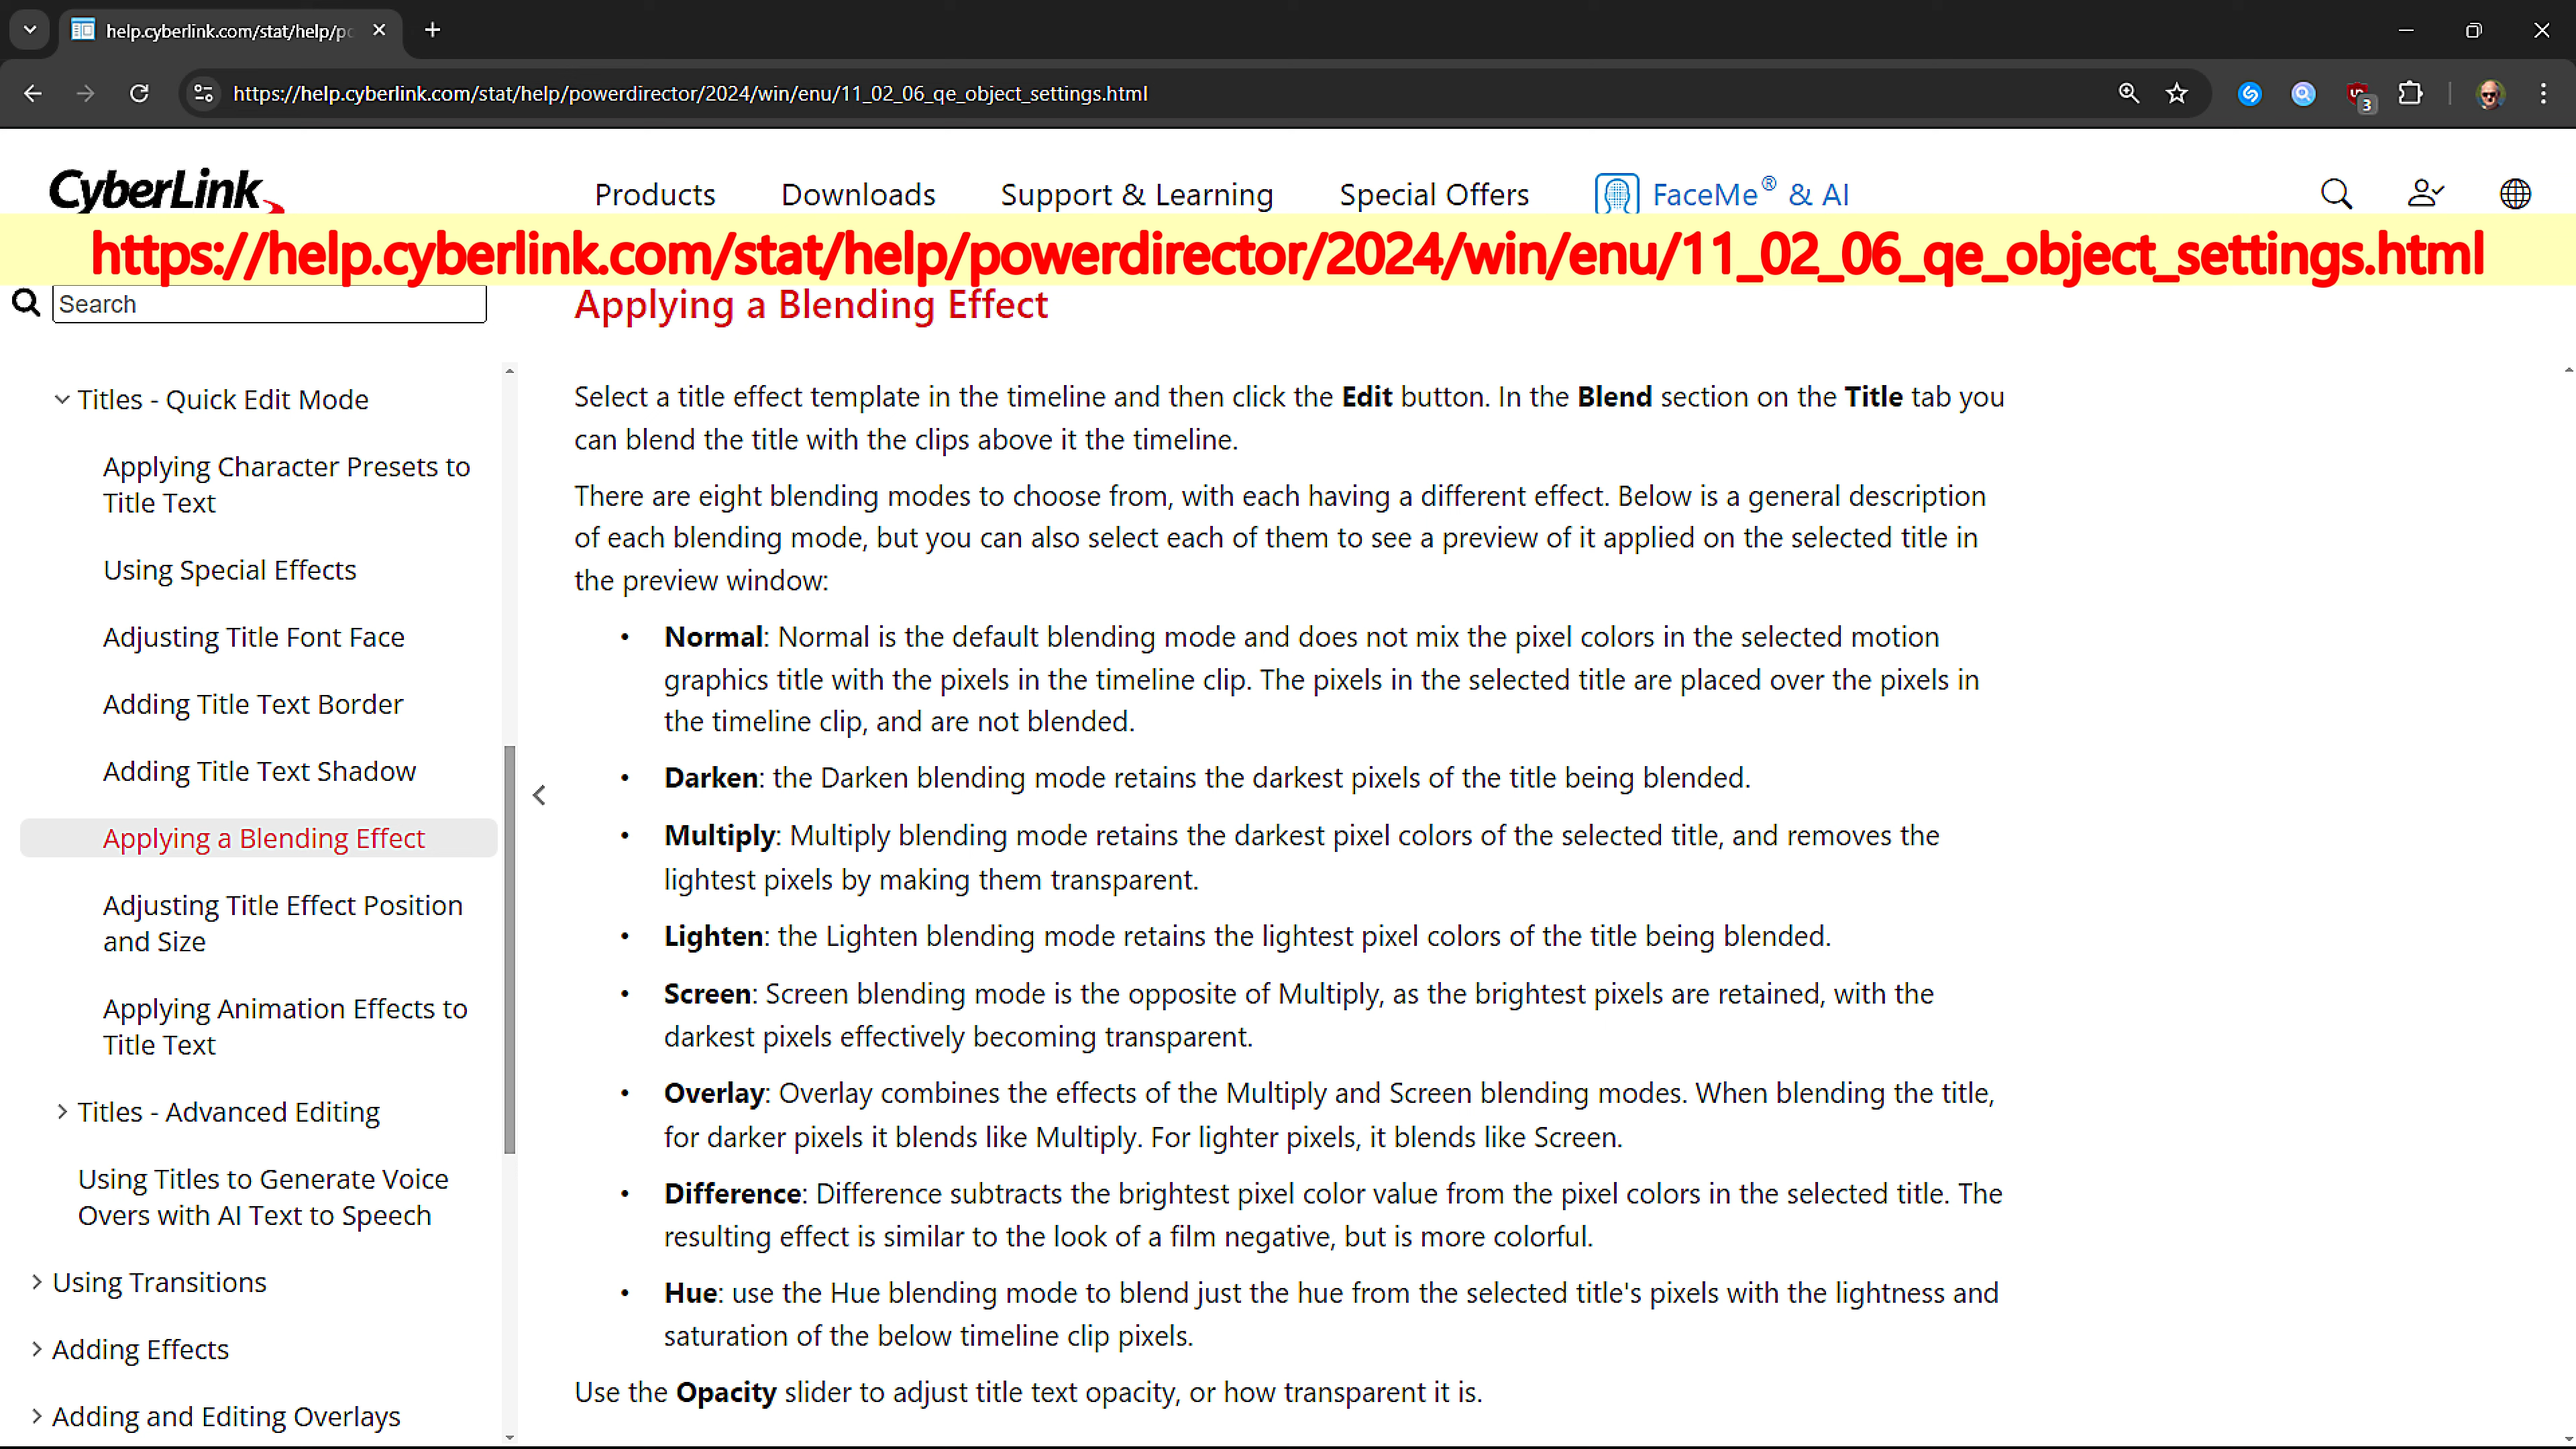 help.cyberlink.com/stat/help/po
https://help.cyberlink.com/stat/help/powerdirector/2024/win/enu/11_02_06_qe_object_settings.html
3
CyberLink
Products
Downloads
Support & Learning
Special Offers
FaceMe® & AI
https://help.cyberlink.com/stat/help/powerdirector/2024/win/enu/11_02_06_qe_object_settings.html
Search
Titles - Quick Edit Mode
Applying Character Presets to
Title Text
Using Special Effects
Adjusting Title Font Face
Adding Title Text Border
Adding Title Text Shadow
Applying a Blending Effect
Adjusting Title Effect Position
and Size
Applying Animation Effects to
Title Text
Titles - Advanced Editing
Using Titles to Generate Voice
Overs with AI Text to Speech
Using Transitions
Adding Effects
Adding and Editing Overlays
Applying a Blending Effect
Select a title effect template in the timeline and then click the Edit button. In the Blend section on the Title tab you
can blend the title with the clips above it the timeline.
There are eight blending modes to choose from, with each having a different effect. Below is a general description
of each blending mode, but you can also select each of them to see a preview of it applied on the selected title in
the preview window:
• Normal: Normal is the default blending mode and does not mix the pixel colors in the selected motion
graphics title with the pixels in the timeline clip. The pixels in the selected title are placed over the pixels in
the timeline clip, and are not blended.
• Darken: the Darken blending mode retains the darkest pixels of the title being blended.
• Multiply: Multiply blending mode retains the darkest pixel colors of the selected title, and removes the
lightest pixels by making them transparent.
• Lighten: the Lighten blending mode retains the lightest pixel colors of the title being blended.
• Screen: Screen blending mode is the opposite of Multiply, as the brightest pixels are retained, with the
darkest pixels effectively becoming transparent.
• Overlay: Overlay combines the effects of the Multiply and Screen blending modes. When blending the title,
for darker pixels it blends like Multiply. For lighter pixels, it blends like Screen.
• Difference: Difference subtracts the brightest pixel color value from the pixel colors in the selected title. The
resulting effect is similar to the look of a film negative, but is more colorful.
• Hue: use the Hue blending mode to blend just the hue from the selected title's pixels with the lightness and
saturation of the below timeline clip pixels.
Use the Opacity slider to adjust title text opacity, or how transparent it is.